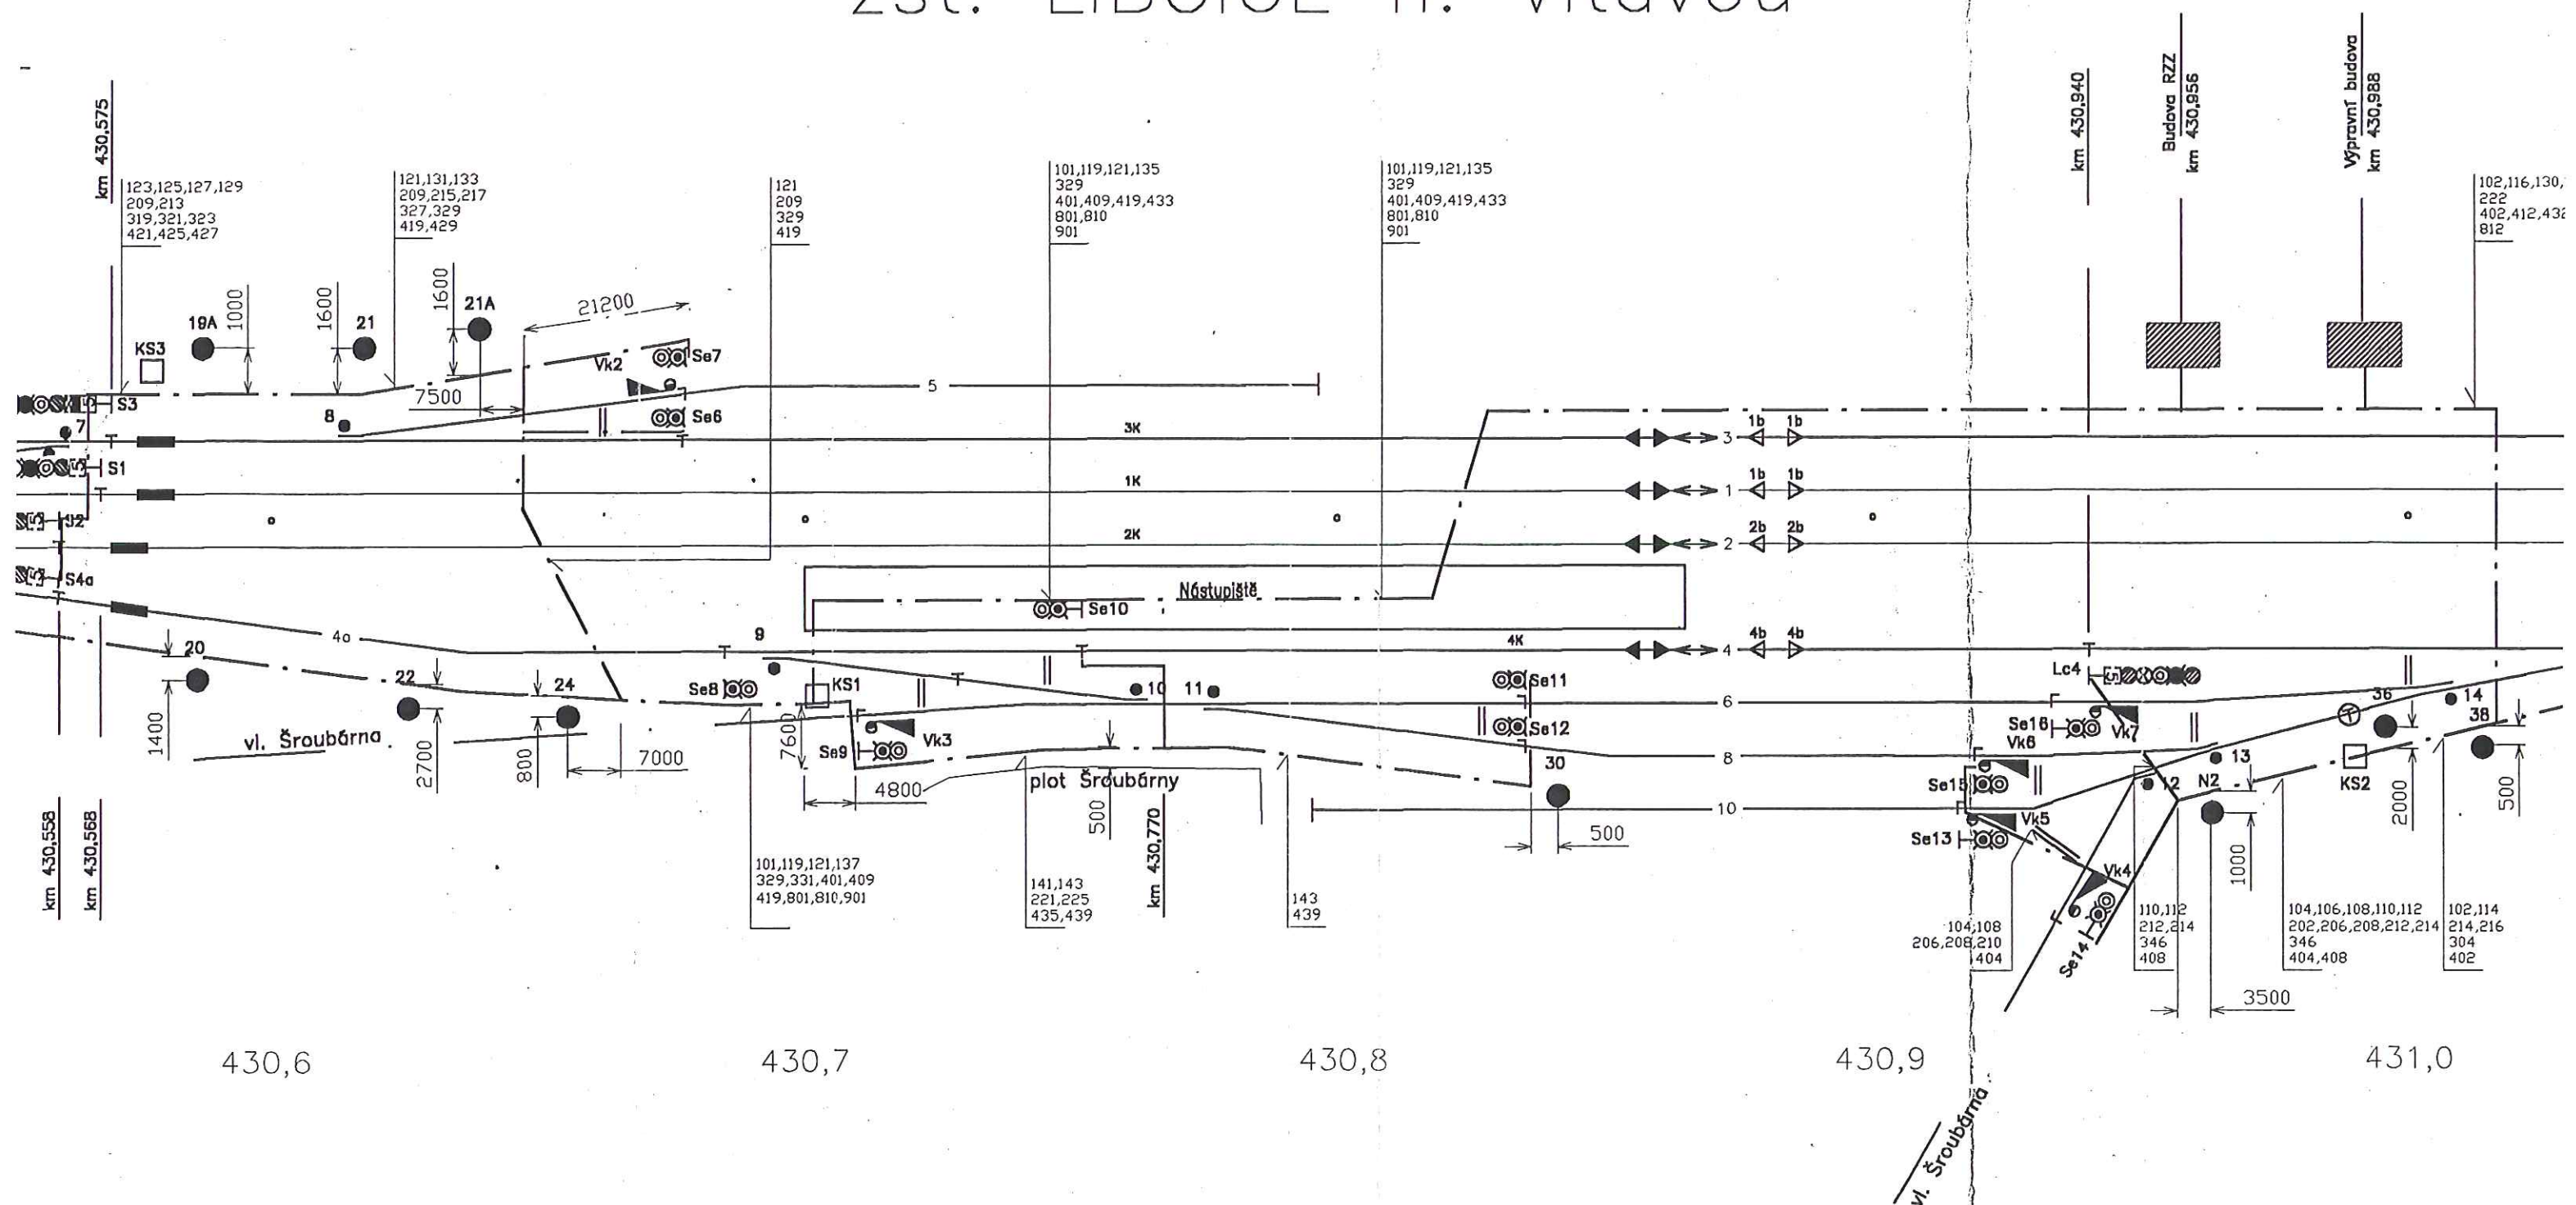 žst. LIBČICE n. Vltavou
km 430,575
123,125,127,129
209,213
319,321,323
421,425,427
121,131,133
209,215,217
327,329
419,429
121
209
329
419
101,119,121,135
329
401,409,419,433
801,810
901
101,119,121,135
329
401,409,419,433
801,810
901
km 430,940
Budova RZZ
km 430,956
Výpravní budova
km 430,988
102,116,130,
222
402,412,432
812
KS3
19A
1000
1600
21
1600
21A
21200
Vk2
Se7
7500
5
S3
8
Se6
7
3K
3
1b
1b
S1
1K
1
1b
1b
S2
2K
2
2b
2b
S4a
Nástupiště
Se10
4a
9
4K
4
4b
4b
20
22
24
Se8
KS1
10
11
Se11
6
Lc4
36
14
38
1400
vl. Šroubárna
2700
800
7000
7600
Se9
Vk3
4800
plot Šroubárny
500
Se12
30
8
Se16
Vk6
Vk7
13
KS2
2000
500
10
500
Se15
Se13
Vk5
Vk4
12
N2
1000
Se14
km 430,558
km 430,568
101,119,121,137
329,331,401,409
419,801,810,901
141,143
221,225
435,439
km 430,770
143
439
104,108
206,208,210
404
110,112
212,214
346
408
104,106,108,110,112
202,206,208,212,214
346
404,408
102,114
214,216
304
402
3500
430,6
430,7
430,8
430,9
431,0
vl. Šroubárna